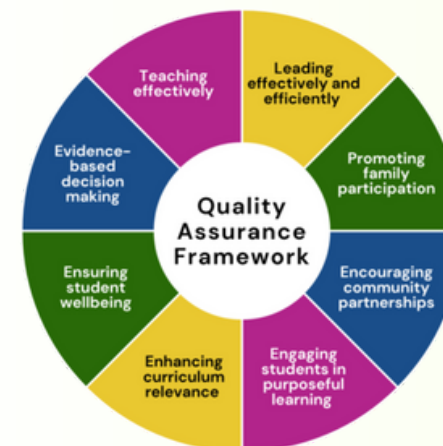 Quality
Assurance
Framework
Leading
effectively and
efficiently
Promoting
family
participation
Encouraging
community
partnerships
Engaging
students in
purposeful
learning
Enhancing
curriculum
relevance
Ensuring
student
wellbeing
Evidence-
based
decision
making
Teaching
effectively